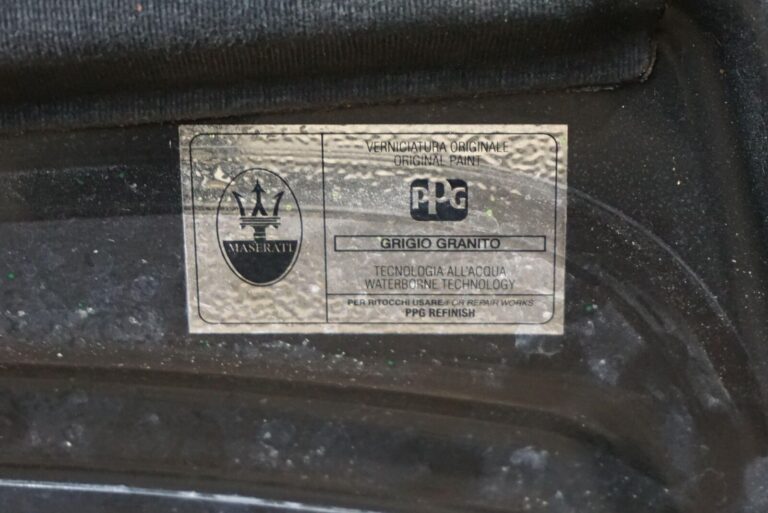 MASERATI
VERNICIATURA ORIGINALE
ORIGINAL PAINT
PPG
GRIGIO GRANITO
TECNOLOGIA ALL'ACQUA
WATERBORNE TECHNOLOGY
PER RITOCCHI USARE/FOR REPAIR WORKS
PPG REFINISH